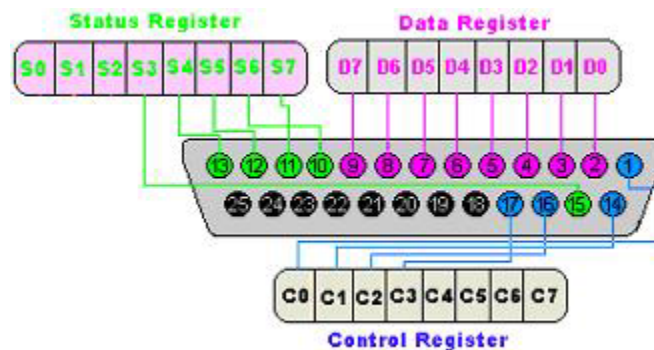 Status Register Data Register
S0 S1 S2 S3 S4 S5 S6 S7 D7 D6 D5 D4 D3 D2 D1 D0
13 12 11 10 9 8 7 6 5 4 3 2 1
25 24 23 22 21 20 19 18 17 16 15 14
C0 C1 C2 C3 C4 C5 C6 C7
Control Register